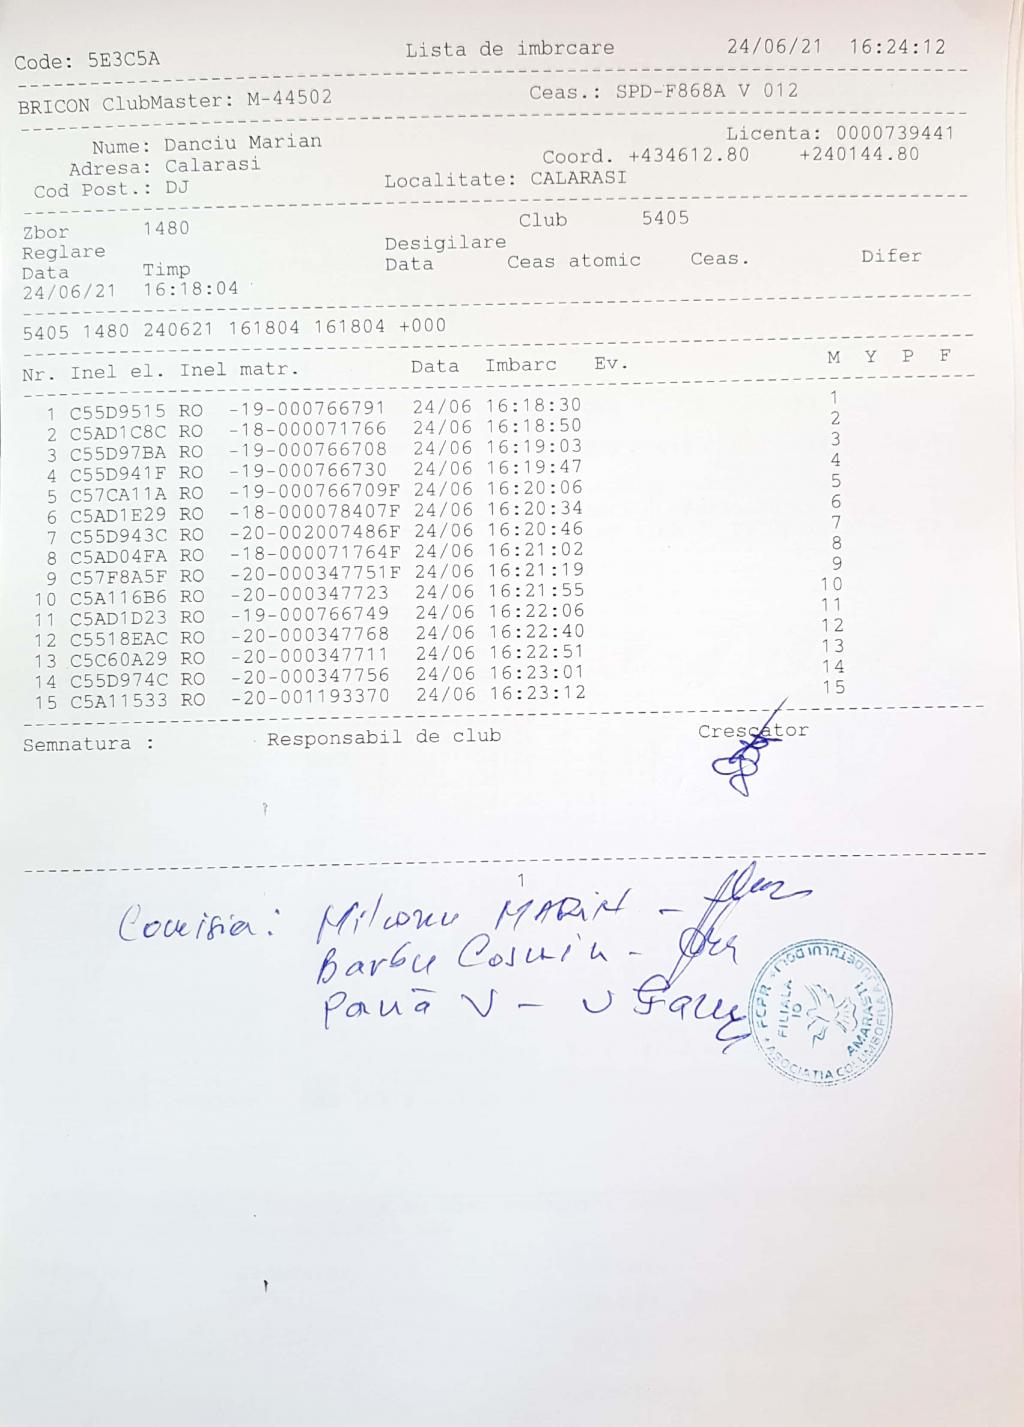 Code: 5E3C5A Lista de imbrcare 24/06/21 16:24:12
BRICON ClubMaster: M-44502 Ceas.: SPD-F868A V 012
Nume: Danciu Marian Licenta: 0000739441
Adresa: Calarasi Coord. +434612.80 +240144.80
Cod Post.: DJ Localitate: CALARASI
Zbor 1480 Club 5405
Reglare Desigilare
Data Timp Data Ceas atomic Ceas. Difer
24/06/21 16:18:04
5405 1480 240621 161804 161804 +000
Nr. Inel el. Inel matr. Data Imbarc Ev. M Y P F
1 C55D9515 RO -19-000766791 24/06 16:18:30 1
2 C5AD1C8C RO -18-000071766 24/06 16:18:50 2
3 C55D97BA RO -19-000766708 24/06 16:19:03 3
4 C55D941F RO -19-000766730 24/06 16:19:47 4
5 C57CA11A RO -19-000766709F 24/06 16:20:06 5
6 C5AD1E29 RO -18-000078407F 24/06 16:20:34 6
7 C55D943C RO -20-002007486F 24/06 16:20:46 7
8 C5AD04FA RO -18-000071764F 24/06 16:21:02 8
9 C57F8A5F RO -20-000347751F 24/06 16:21:19 9
10 C5A116B6 RO -20-000347723 24/06 16:21:55 10
11 C5AD1D23 RO -19-000766749 24/06 16:22:06 11
12 C5518EAC RO -20-000347768 24/06 16:22:40 12
13 C5C60A29 RO -20-000347711 24/06 16:22:51 13
14 C55D974C RO -20-000347756 24/06 16:23:01 14
15 C5A11533 RO -20-001193370 24/06 16:23:12 15
Semnatura : Responsabil de club Crescator
1
Comisia: MARIN -
Barbu Cosmin -
Pană V -
FCPR FILIALA 10 AMARASTI
ASOCIATIA COLUMBOFILA A JUDETULUI DOLJ